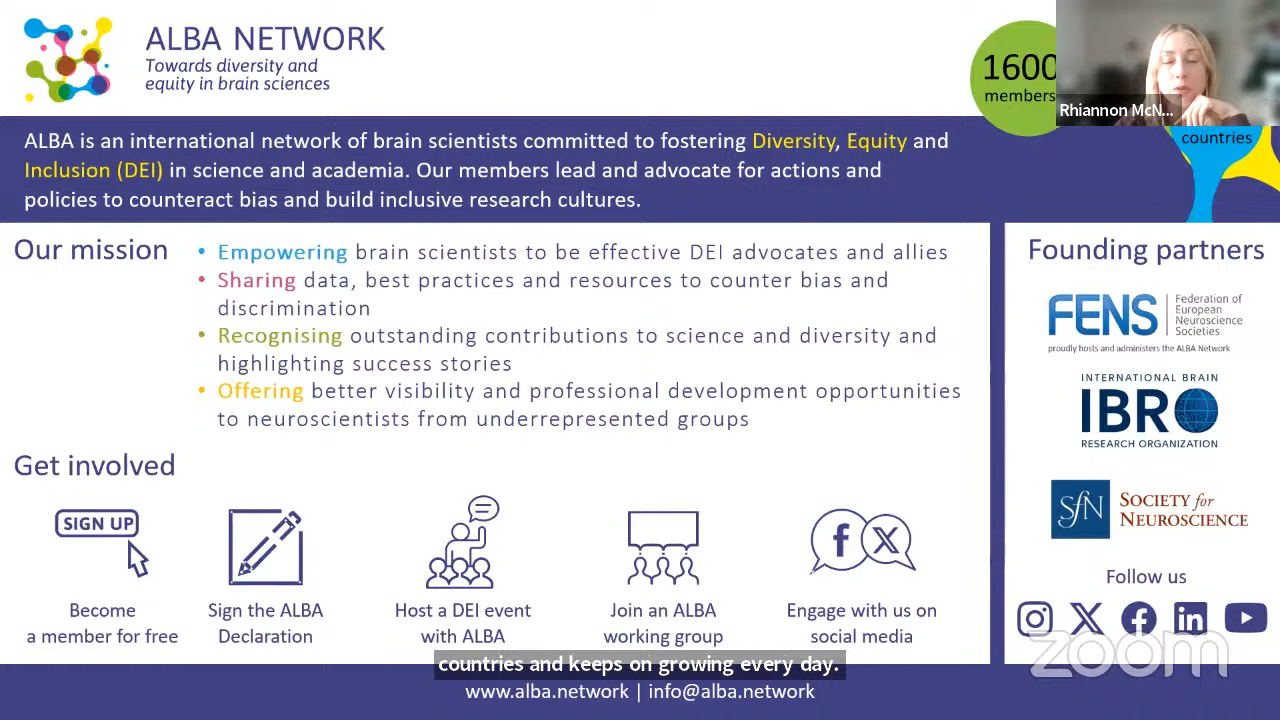 ALBA NETWORK
Towards diversity and
equity in brain sciences
1600
members
Rhiannon McN...
countries
ALBA is an international network of brain scientists committed to fostering Diversity, Equity and
Inclusion (DEI) in science and academia. Our members lead and advocate for actions and
policies to counteract bias and build inclusive research cultures.
Our mission
• Empowering brain scientists to be effective DEI advocates and allies
• Sharing data, best practices and resources to counter bias and
discrimination
• Recognising outstanding contributions to science and diversity and
highlighting success stories
• Offering better visibility and professional development opportunities
to neuroscientists from underrepresented groups
Get involved
SIGN UP
Become
a member for free
Sign the ALBA
Declaration
Host a DEI event
with ALBA
Join an ALBA
working group
f X
Engage with us on
social media
Founding partners
FENS
Federation of
European
Neuroscience
Societies
proudly hosts and administers the ALBA Network
INTERNATIONAL BRAIN
IBRO
RESEARCH ORGANIZATION
SfN
SOCIETY for
NEUROSCIENCE
Follow us
X f in
zoom
countries and keeps on growing every day.
www.alba.network | info@alba.network